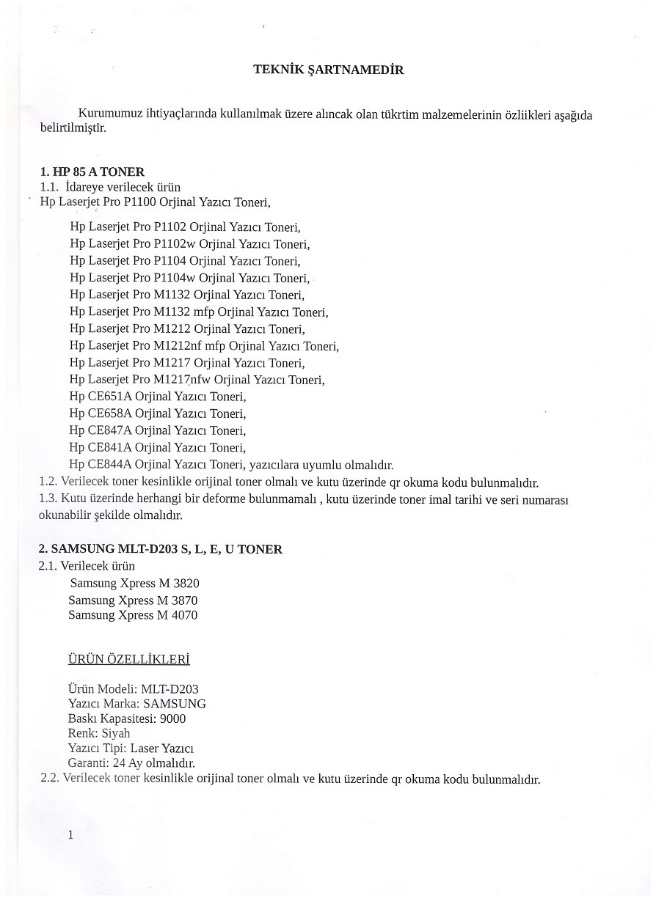 TEKNİK ŞARTNAMEDİR
Kurumumuz ihtiyaçlarında kullanılmak üzere alıncak olan tükrtim malzemelerinin özliikleri aşağıda
belirtilmiştir.
1. HP 85 A TONER
1.1. İdareye verilecek ürün
Hp Laserjet Pro P1100 Orjinal Yazıcı Toneri,
Hp Laserjet Pro P1102 Orjinal Yazıcı Toneri,
Hp Laserjet Pro P1102w Orjinal Yazıcı Toneri,
Hp Laserjet Pro P1104 Orjinal Yazıcı Toneri,
Hp Laserjet Pro P1104w Orjinal Yazıcı Toneri,
Hp Laserjet Pro M1132 Orjinal Yazıcı Toneri,
Hp Laserjet Pro M1132 mfp Orjinal Yazıcı Toneri,
Hp Laserjet Pro M1212 Orjinal Yazıcı Toneri,
Hp Laserjet Pro M1212nf mfp Orjinal Yazıcı Toneri,
Hp Laserjet Pro M1217 Orjinal Yazıcı Toneri,
Hp Laserjet Pro M1217nfw Orjinal Yazıcı Toneri,
Hp CE651A Orjinal Yazıcı Toneri,
Hp CE658A Orjinal Yazıcı Toneri,
Hp CE847A Orjinal Yazıcı Toneri,
Hp CE841A Orjinal Yazıcı Toneri,
Hp CE844A Orjinal Yazıcı Toneri, yazıcılara uyumlu olmalıdır.
1.2. Verilecek toner kesinlikle orijinal toner olmalı ve kutu üzerinde qr okuma kodu bulunmalıdır.
1.3. Kutu üzerinde herhangi bir deforme bulunmamalı , kutu üzerinde toner imal tarihi ve seri numarası
okunabilir şekilde olmalıdır.
2. SAMSUNG MLT-D203 S, L, E, U TONER
2.1. Verilecek ürün
Samsung Xpress M 3820
Samsung Xpress M 3870
Samsung Xpress M 4070
ÜRÜN ÖZELLİKLERİ
Ürün Modeli: MLT-D203
Yazıcı Marka: SAMSUNG
Baskı Kapasitesi: 9000
Renk: Siyah
Yazıcı Tipi: Laser Yazıcı
Garanti: 24 Ay olmalıdır.
2.2. Verilecek toner kesinlikle orijinal toner olmalı ve kutu üzerinde qr okuma kodu bulunmalıdır.
1